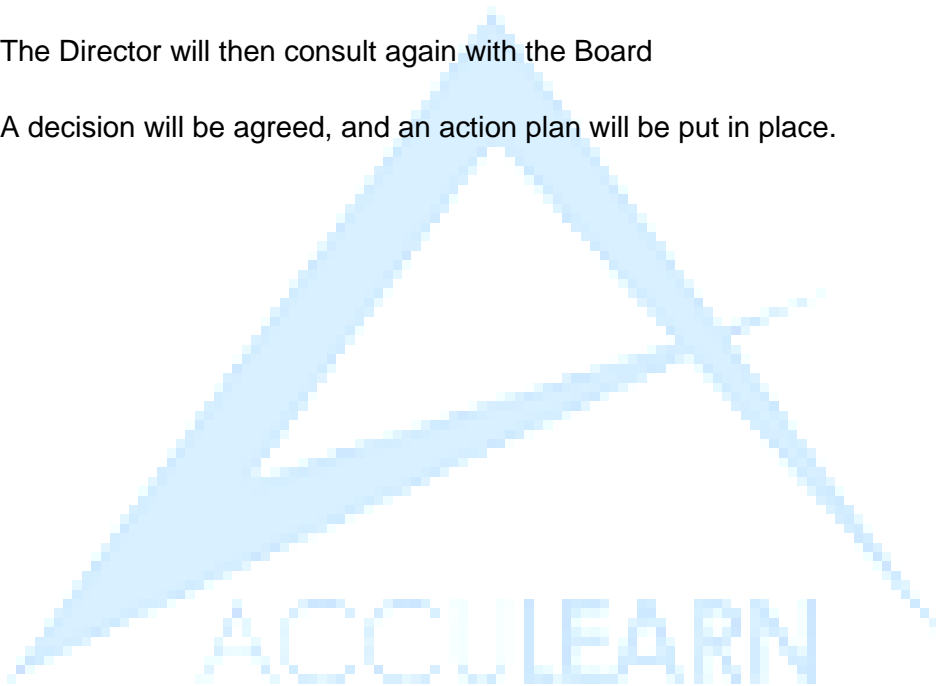 The Director will then consult again with the Board
A decision will be agreed, and an action plan will be put in place.
ACCULEARN